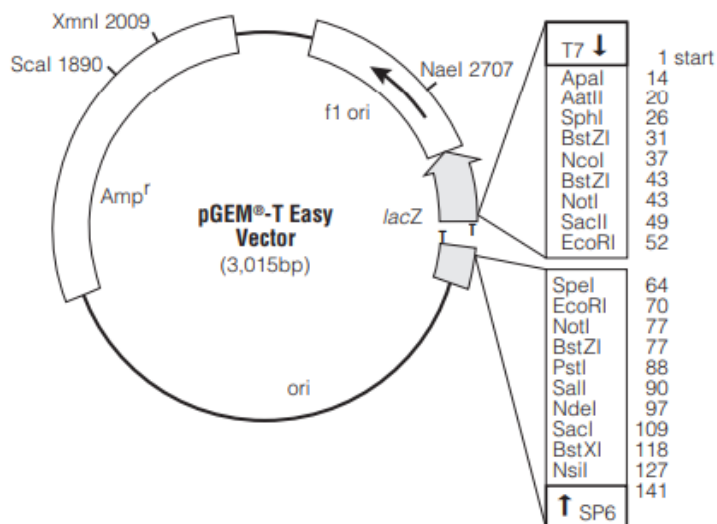 XmnI 2009
ScaI 1890
NaeI 2707
f1 ori
Ampr
lacZ
T T
pGEM®-T Easy
Vector
(3,015bp)
ori
T7 ↓ 1 start
ApaI 14
AatII 20
SphI 26
BstZI 31
NcoI 37
BstZI 43
NotI 43
SacII 49
EcoRI 52
SpeI 64
EcoRI 70
NotI 77
BstZI 77
PstI 88
SalI 90
NdeI 97
SacI 109
BstXI 118
NsiI 127
141
↑ SP6